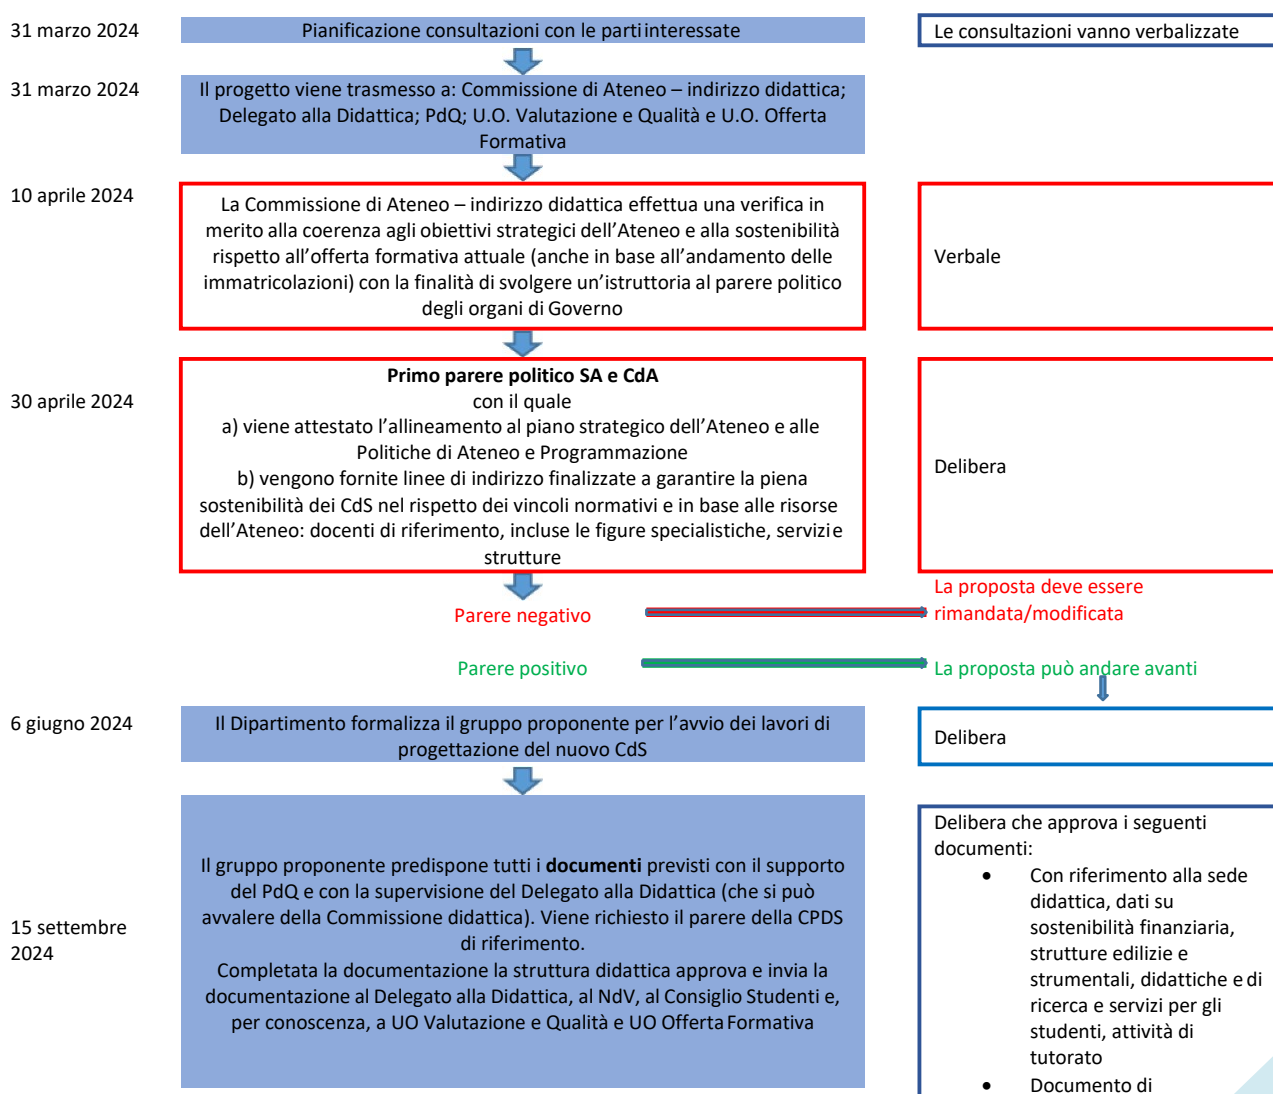 31 marzo 2024
Pianificazione consultazioni con le parti interessate
Le consultazioni vanno verbalizzate
31 marzo 2024
Il progetto viene trasmesso a: Commissione di Ateneo – indirizzo didattica;
Delegato alla Didattica; PdQ; U.O. Valutazione e Qualità e U.O. Offerta
Formativa
10 aprile 2024
La Commissione di Ateneo – indirizzo didattica effettua una verifica in
merito alla coerenza agli obiettivi strategici dell’Ateneo e alla sostenibilità
rispetto all’offerta formativa attuale (anche in base all’andamento delle
immatricolazioni) con la finalità di svolgere un’istruttoria al parere politico
degli organi di Governo
Verbale
30 aprile 2024
Primo parere politico SA e CdA
con il quale
a) viene attestato l’allineamento al piano strategico dell’Ateneo e alle
Politiche di Ateneo e Programmazione
b) vengono fornite linee di indirizzo finalizzate a garantire la piena
sostenibilità dei CdS nel rispetto dei vincoli normativi e in base alle risorse
dell’Ateneo: docenti di riferimento, incluse le figure specialistiche, servizi e
strutture
Delibera
Parere negativo
La proposta deve essere
rimandata/modificata
Parere positivo
La proposta può andare avanti
6 giugno 2024
Il Dipartimento formalizza il gruppo proponente per l’avvio dei lavori di
progettazione del nuovo CdS
Delibera
15 settembre
2024
Il gruppo proponente predispone tutti i documenti previsti con il supporto
del PdQ e con la supervisione del Delegato alla Didattica (che si può
avvalere della Commissione didattica). Viene richiesto il parere della CPDS
di riferimento.
Completata la documentazione la struttura didattica approva e invia la
documentazione al Delegato alla Didattica, al NdV, al Consiglio Studenti e,
per conoscenza, a UO Valutazione e Qualità e UO Offerta Formativa
Delibera che approva i seguenti
documenti:
• Con riferimento alla sede
didattica, dati su
sostenibilità finanziaria,
strutture edilizie e
strumentali, didattiche e di
ricerca e servizi per gli
studenti, attività di
tutorato
• Documento di